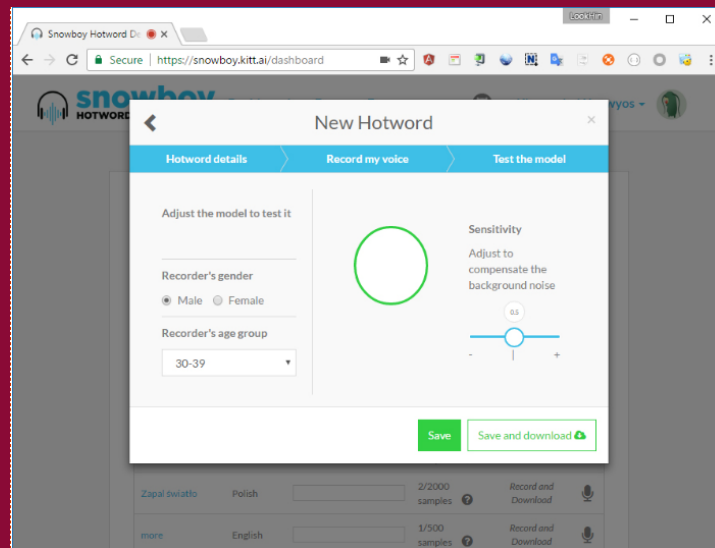 LookHin
Snowboy Hotword De
Secure | https://snowboy.kitt.ai/dashboard
snowboy
HOTWORD
New Hotword
Hotword details
Record my voice
Test the model
Adjust the model to test it
Recorder's gender
Male Female
Recorder's age group
30-39
Sensitivity
Adjust to
compensate the
background noise
0.5
- +
Save
Save and download
Zapal światło Polish 2/2000 samples Record and Download
more English 1/500 samples Record and Download